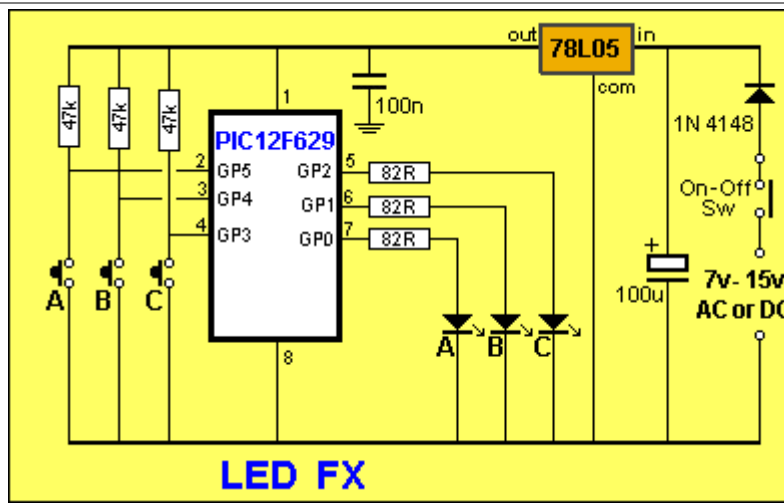 out
78L05
in
com
1
100n
47k
47k
47k
PIC12F629
1N 4148
2
GP5
GP2
5
82R
3
GP4
GP1
6
82R
4
GP3
GP0
7
82R
On-Off
Sw
+
100u
7v- 15v
AC or DC
A
B
C
A
B
C
8
LED FX